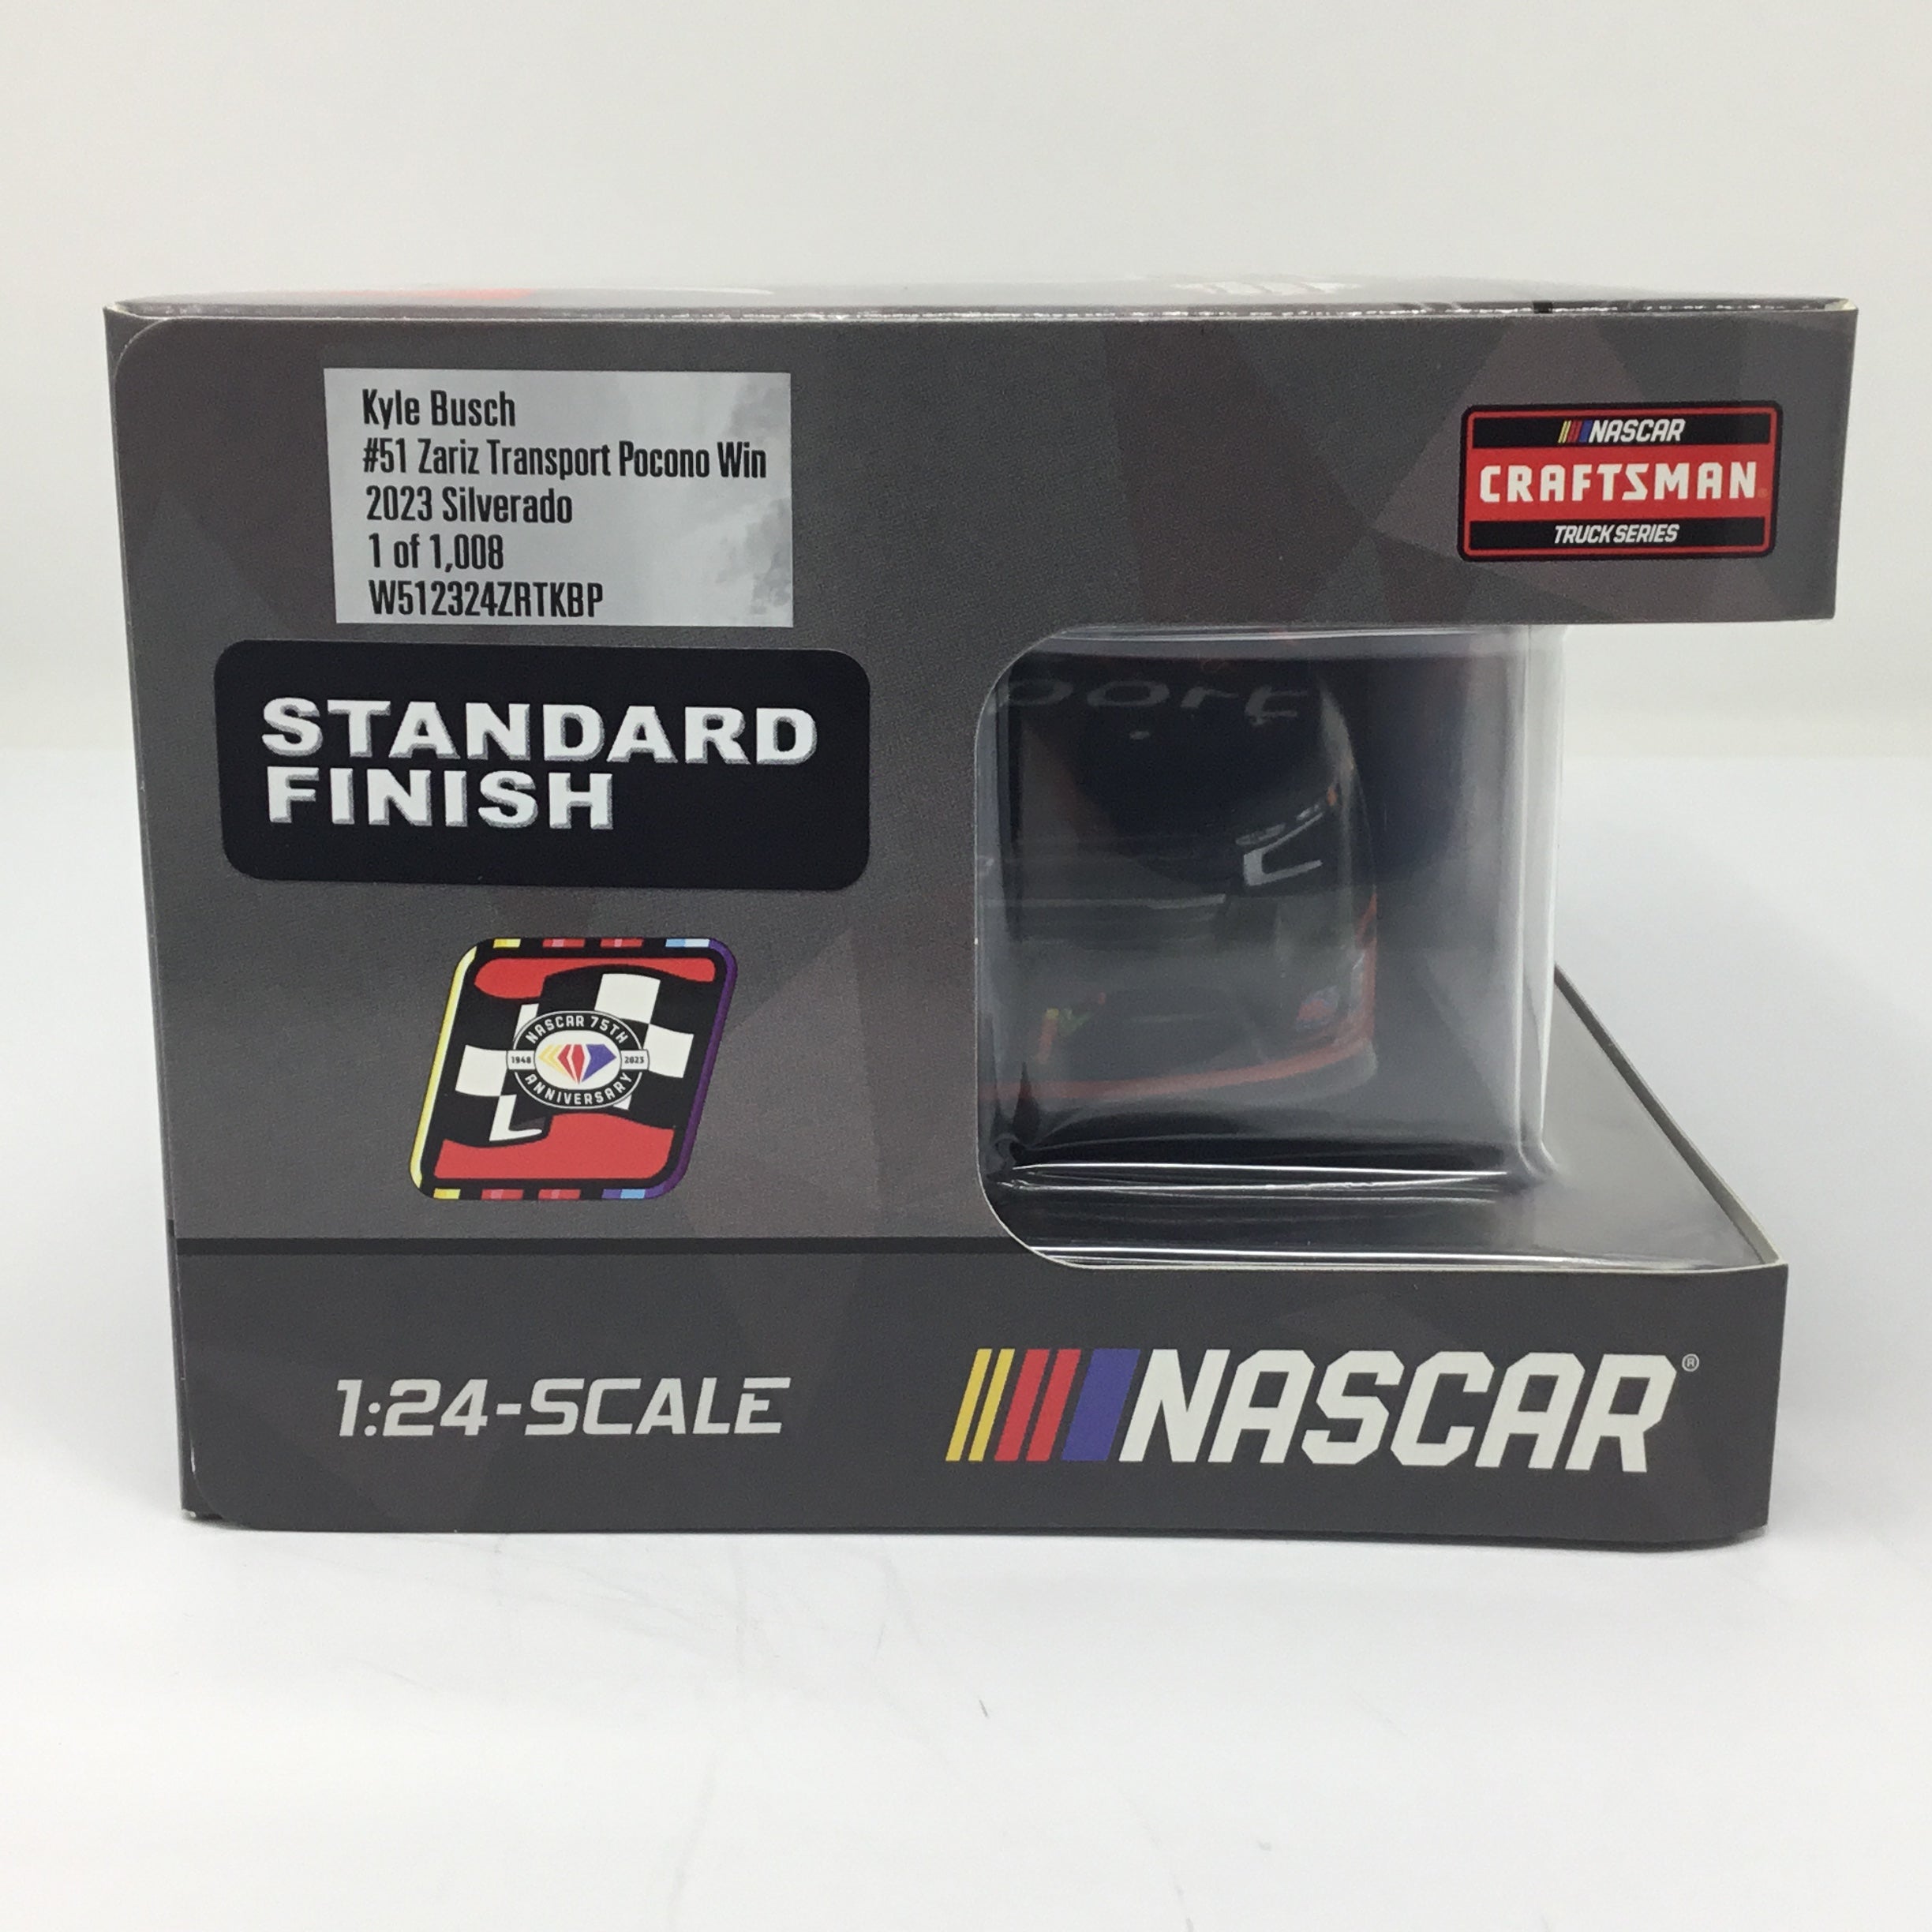 Kyle Busch
#51 Zariz Transport Pocono Win
2023 Silverado
1 of 1,008
W512324ZRTKBP
NASCAR
CRAFTSMAN
TRUCK SERIES
STANDARD
FINISH
port
NASCAR 75TH
1948 2023
ANNIVERSARY
1:24-SCALE
NASCAR®